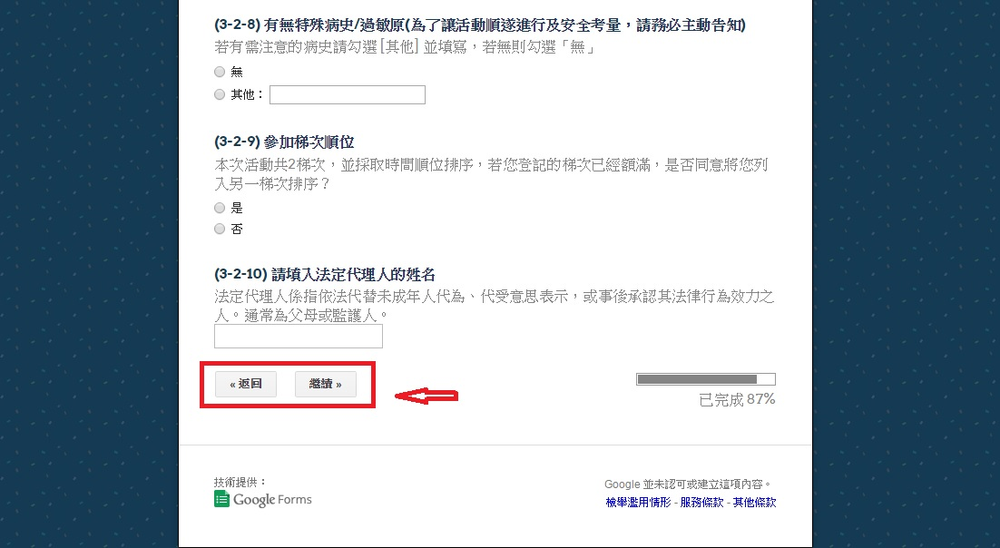 (3-2-8) 有無特殊病史/過敏原(為了讓活動順遂進行及安全考量，請務必主動告知)
若有需注意的病史請勾選 [其他] 並填寫，若無則勾選「無」
無
其他：
(3-2-9) 參加梯次順位
本次活動共2梯次，並採取時間順位排序，若您登記的梯次已經額滿，是否同意將您列
入另一梯次排序？
是
否
(3-2-10) 請填入法定代理人的姓名
法定代理人係指依法代替未成年人代為、代受意思表示，或事後承認其法律行為效力之
人。通常為父母或監護人。
« 返回 繼續 »
已完成 87%
技術提供：
Google Forms
Google 並未認可或建立這項內容。
檢舉濫用情形 - 服務條款 - 其他條款